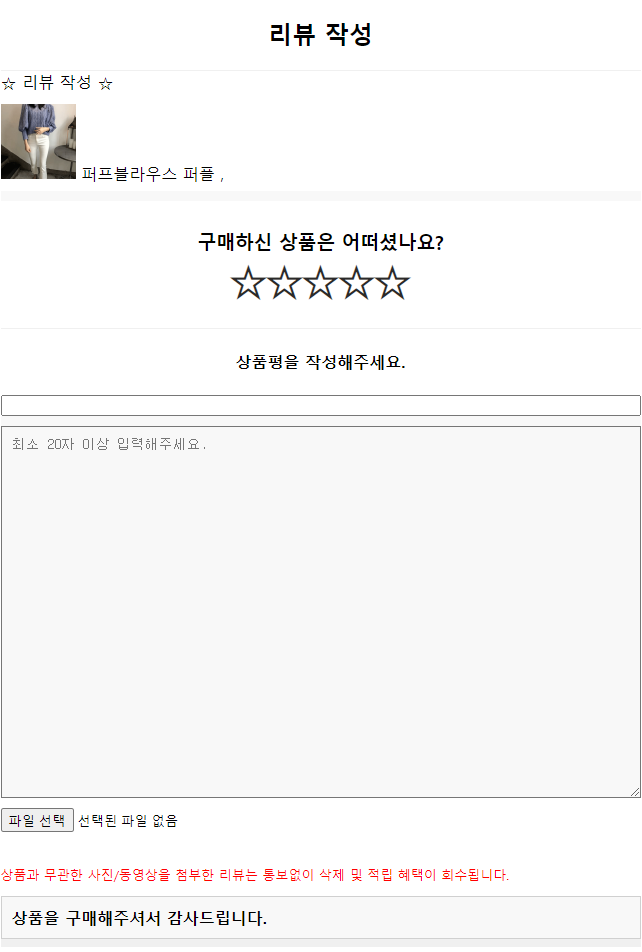 리뷰 작성
☆ 리뷰 작성 ☆
퍼프블라우스 퍼플 ,
구매하신 상품은 어떠셨나요?
☆☆☆☆☆
상품평을 작성해주세요.
최소 20자 이상 입력해주세요.
파일 선택 선택된 파일 없음
상품과 무관한 사진/동영상을 첨부한 리뷰는 통보없이 삭제 및 적립 혜택이 회수됩니다.
상품을 구매해주셔서 감사드립니다.